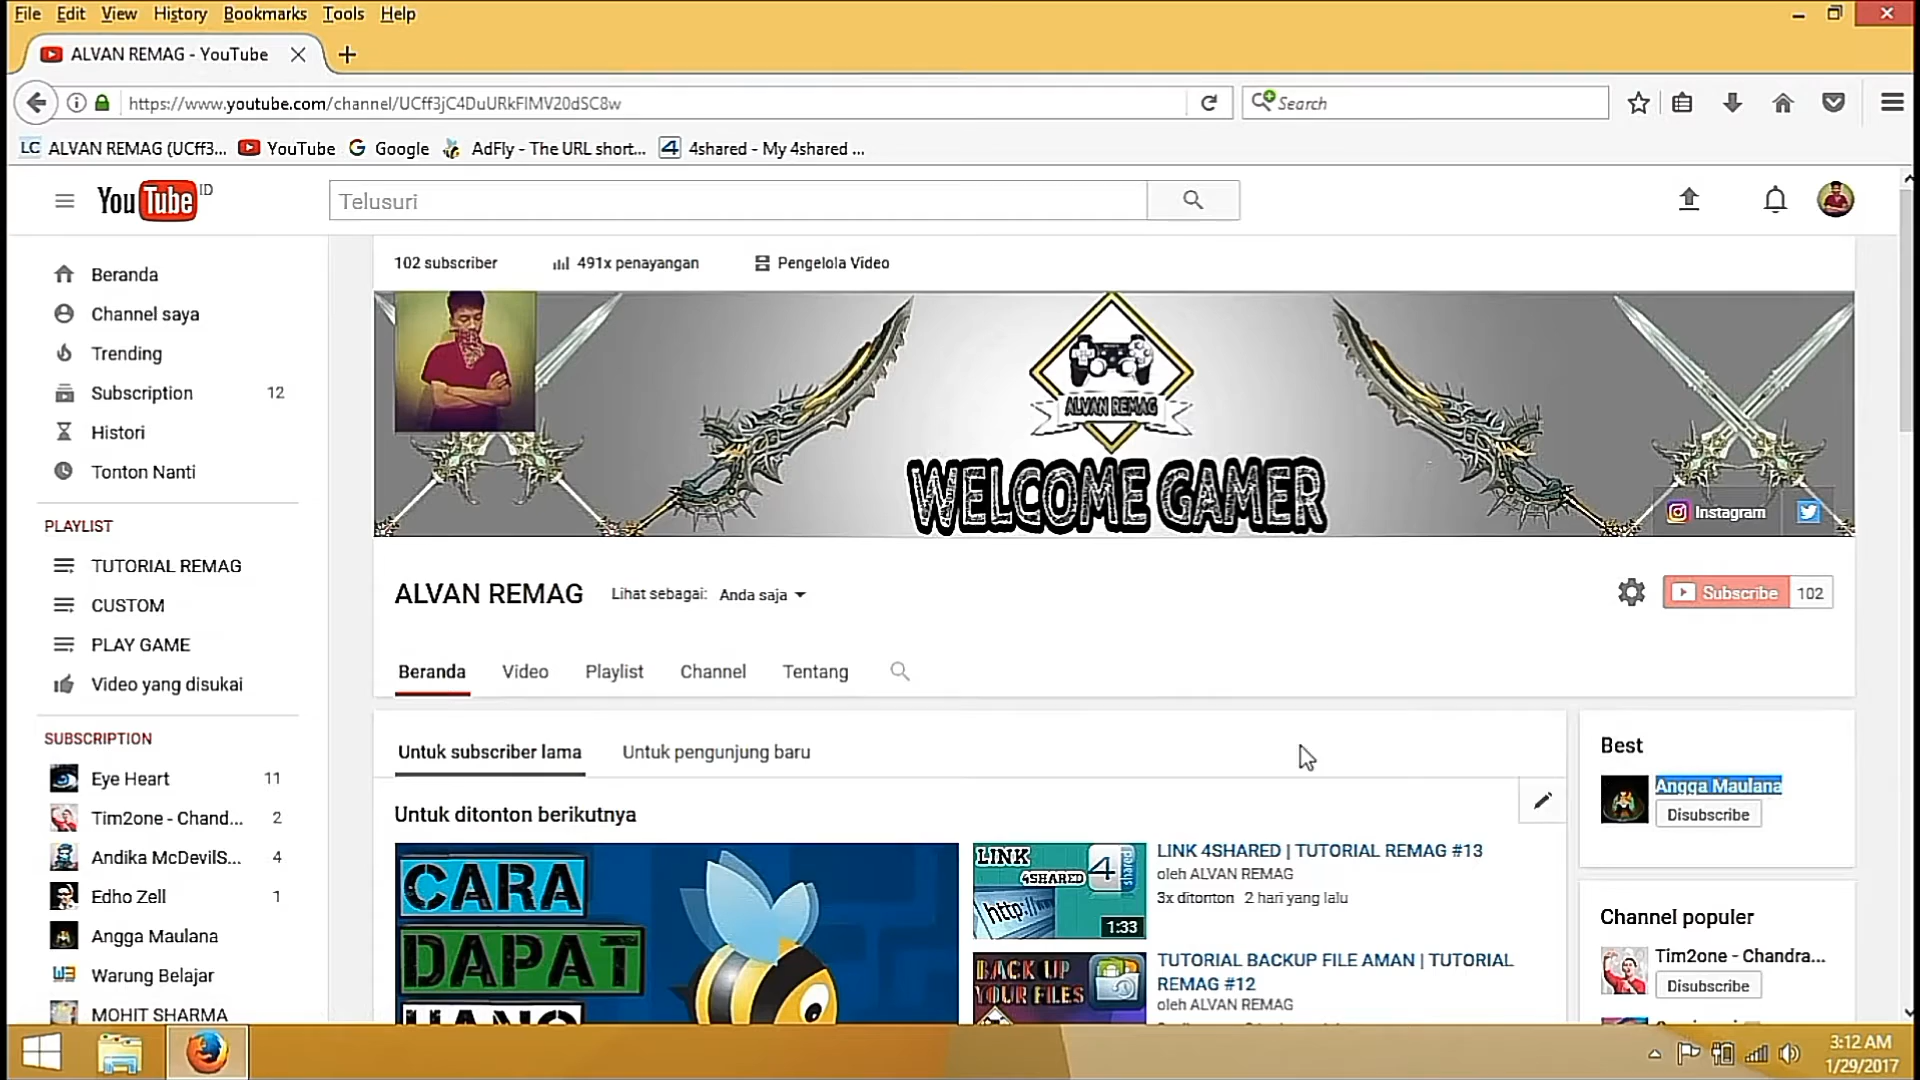 File Edit View History Bookmarks Tools Help
ALVAN REMAG - YouTube
https://www.youtube.com/channel/UCff3jC4DuURkFIMV20dSC8w
Search
LC ALVAN REMAG (UCff3... YouTube Google AdFly - The URL short... 4shared - My 4shared ...
YouTube ID
Telusuri
102 subscriber
491x penayangan
Pengelola Video
Beranda
Channel saya
Trending
Subscription 12
Histori
Tonton Nanti
PLAYLIST
TUTORIAL REMAG
CUSTOM
PLAY GAME
Video yang disukai
SUBSCRIPTION
Eye Heart 11
Tim2one - Chand... 2
Andika McDevilS... 4
Edho Zell 1
Angga Maulana
Warung Belajar
MOHIT SHARMA
ALVAN REMAG
WELCOME GAMER
Instagram
ALVAN REMAG
Lihat sebagai: Anda saja
Subscribe 102
Beranda Video Playlist Channel Tentang
Untuk subscriber lama
Untuk pengunjung baru
Untuk ditonton berikutnya
CARA
DAPAT
UANG
LINK
4SHARED
4 shared
http://w
1:33
LINK 4SHARED | TUTORIAL REMAG #13
oleh ALVAN REMAG
3x ditonton 2 hari yang lalu
BACK UP
YOUR FILES
TUTORIAL BACKUP FILE AMAN | TUTORIAL
REMAG #12
oleh ALVAN REMAG
Best
Angga Maulana
Disubscribe
Channel populer
Tim2one - Chandra...
Disubscribe
3:12 AM
1/29/2017